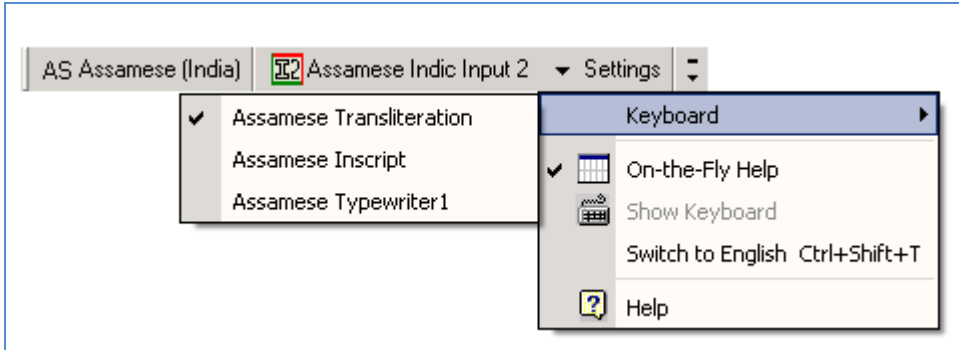 AS Assamese (India) Assamese Indic Input 2 Settings
Assamese Transliteration
Assamese Inscript
Assamese Typewriter1
Keyboard
On-the-Fly Help
Show Keyboard
Switch to English Ctrl+Shift+T
Help